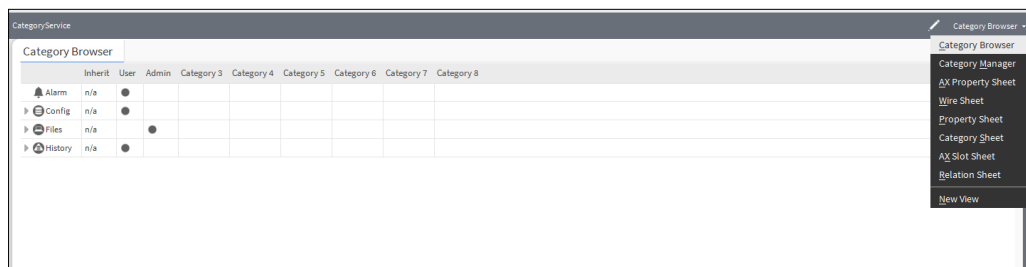 CategoryService
Category Browser
Category Browser
Inherit User Admin Category 3 Category 4 Category 5 Category 6 Category 7 Category 8
Alarm n/a
Config n/a
Files n/a
History n/a
Category Browser
Category Manager
AX Property Sheet
Wire Sheet
Property Sheet
Category Sheet
AX Slot Sheet
Relation Sheet
New View